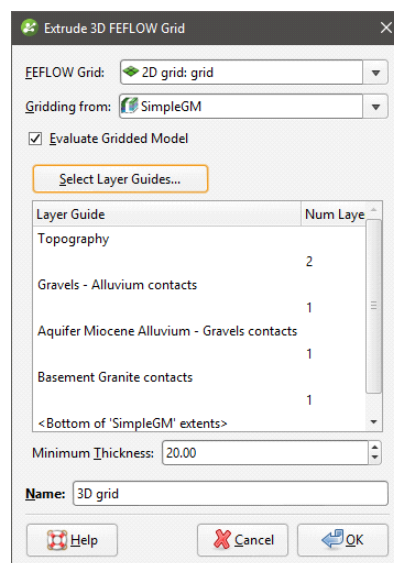 Extrude 3D FEFLOW Grid
FEFLOW Grid: 2D grid: grid
Gridding from: SimpleGM
Evaluate Gridded Model
Select Layer Guides...
Layer Guide Num Laye
Topography
2
Gravels - Alluvium contacts
1
Aquifer Miocene Alluvium - Gravels contacts
1
Basement Granite contacts
1
<Bottom of 'SimpleGM' extents>
Minimum Thickness: 20.00
Name: 3D grid
Help Cancel OK